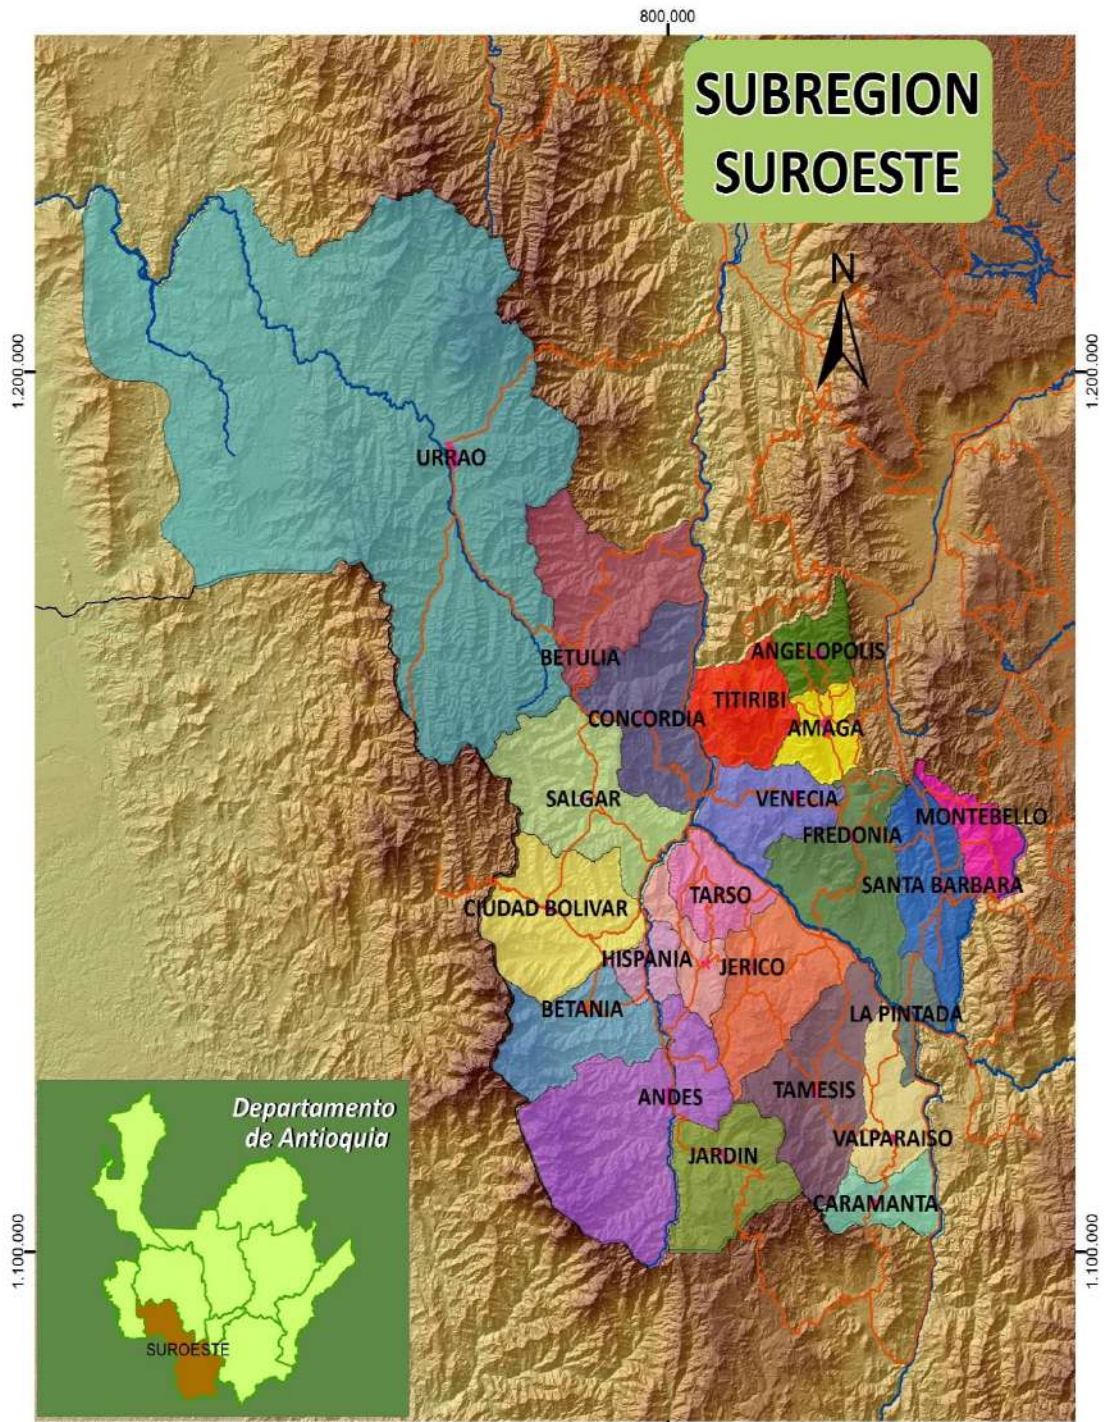 800.000
SUBREGION
SUROESTE
N
1.200.000
1.200.000
URRAO
BETULIA
ANGELOPOLIS
TITIRIBI
CONCORDIA
AMAGA
SALGAR
VENECIA
MONTEBELLO
FREDONIA
SANTA BARBARA
TARSO
CIUDAD BOLIVAR
HISPANIA
JERICO
BETANIA
LA PINTADA
ANDES
TAMESIS
VALPARAISO
JARDIN
CARAMANTA
Departamento
de Antioquia
SUROESTE
1.100.000
1.100.000